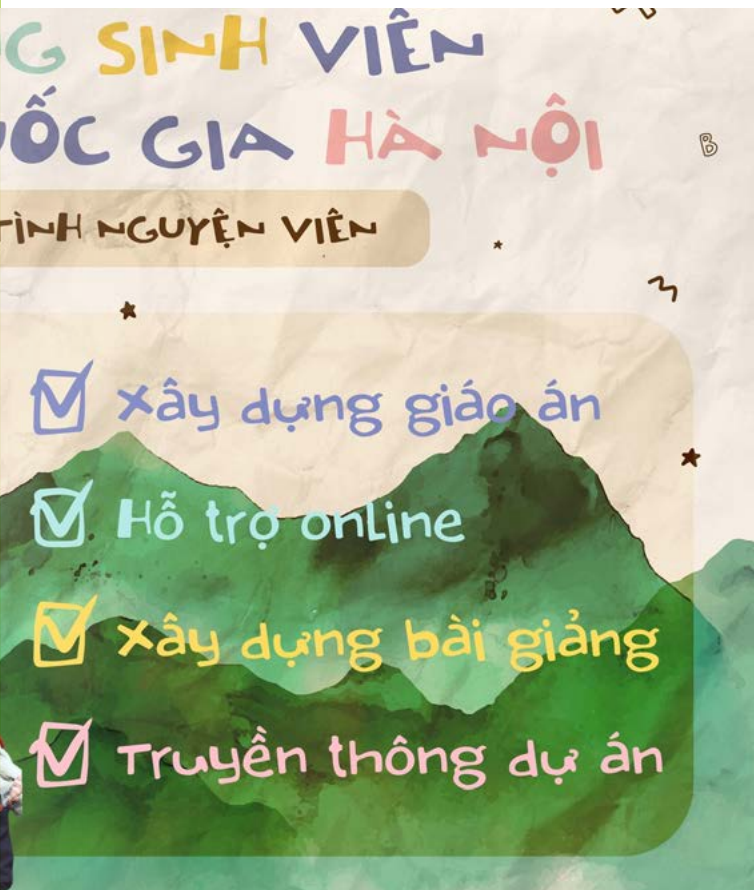 G SINH VIÊN
ỐC GIA HÀ NỘI
TÌNH NGUYỆN VIÊN
B
Xây dựng giáo án
Hỗ trợ online
Xây dựng bài giảng
Truyền thông dự án